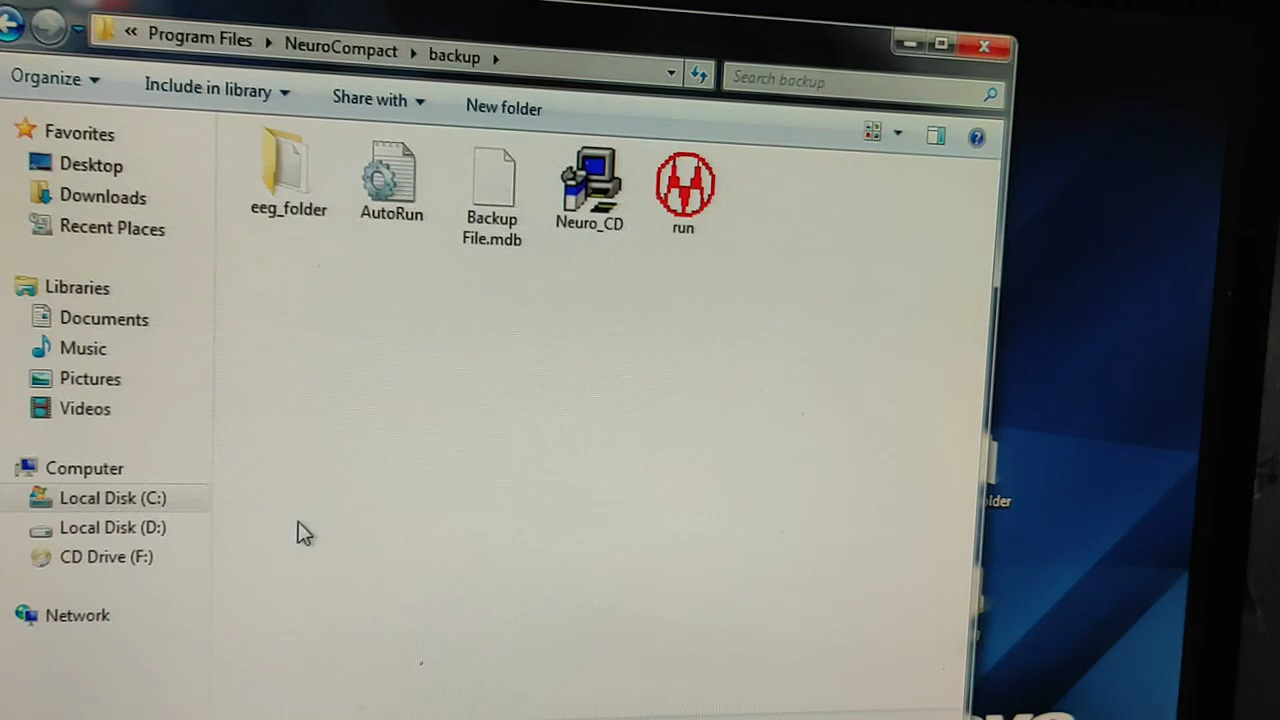 « Program Files ▸ NeuroCompact ▸ backup ▸
Search backup
Organize
Include in library
Share with
New folder
Favorites
Desktop
Downloads
Recent Places
Libraries
Documents
Music
Pictures
Videos
Computer
Local Disk (C:)
Local Disk (D:)
CD Drive (F:)
Network
eeg_folder
AutoRun
Backup
File.mdb
Neuro_CD
run
older